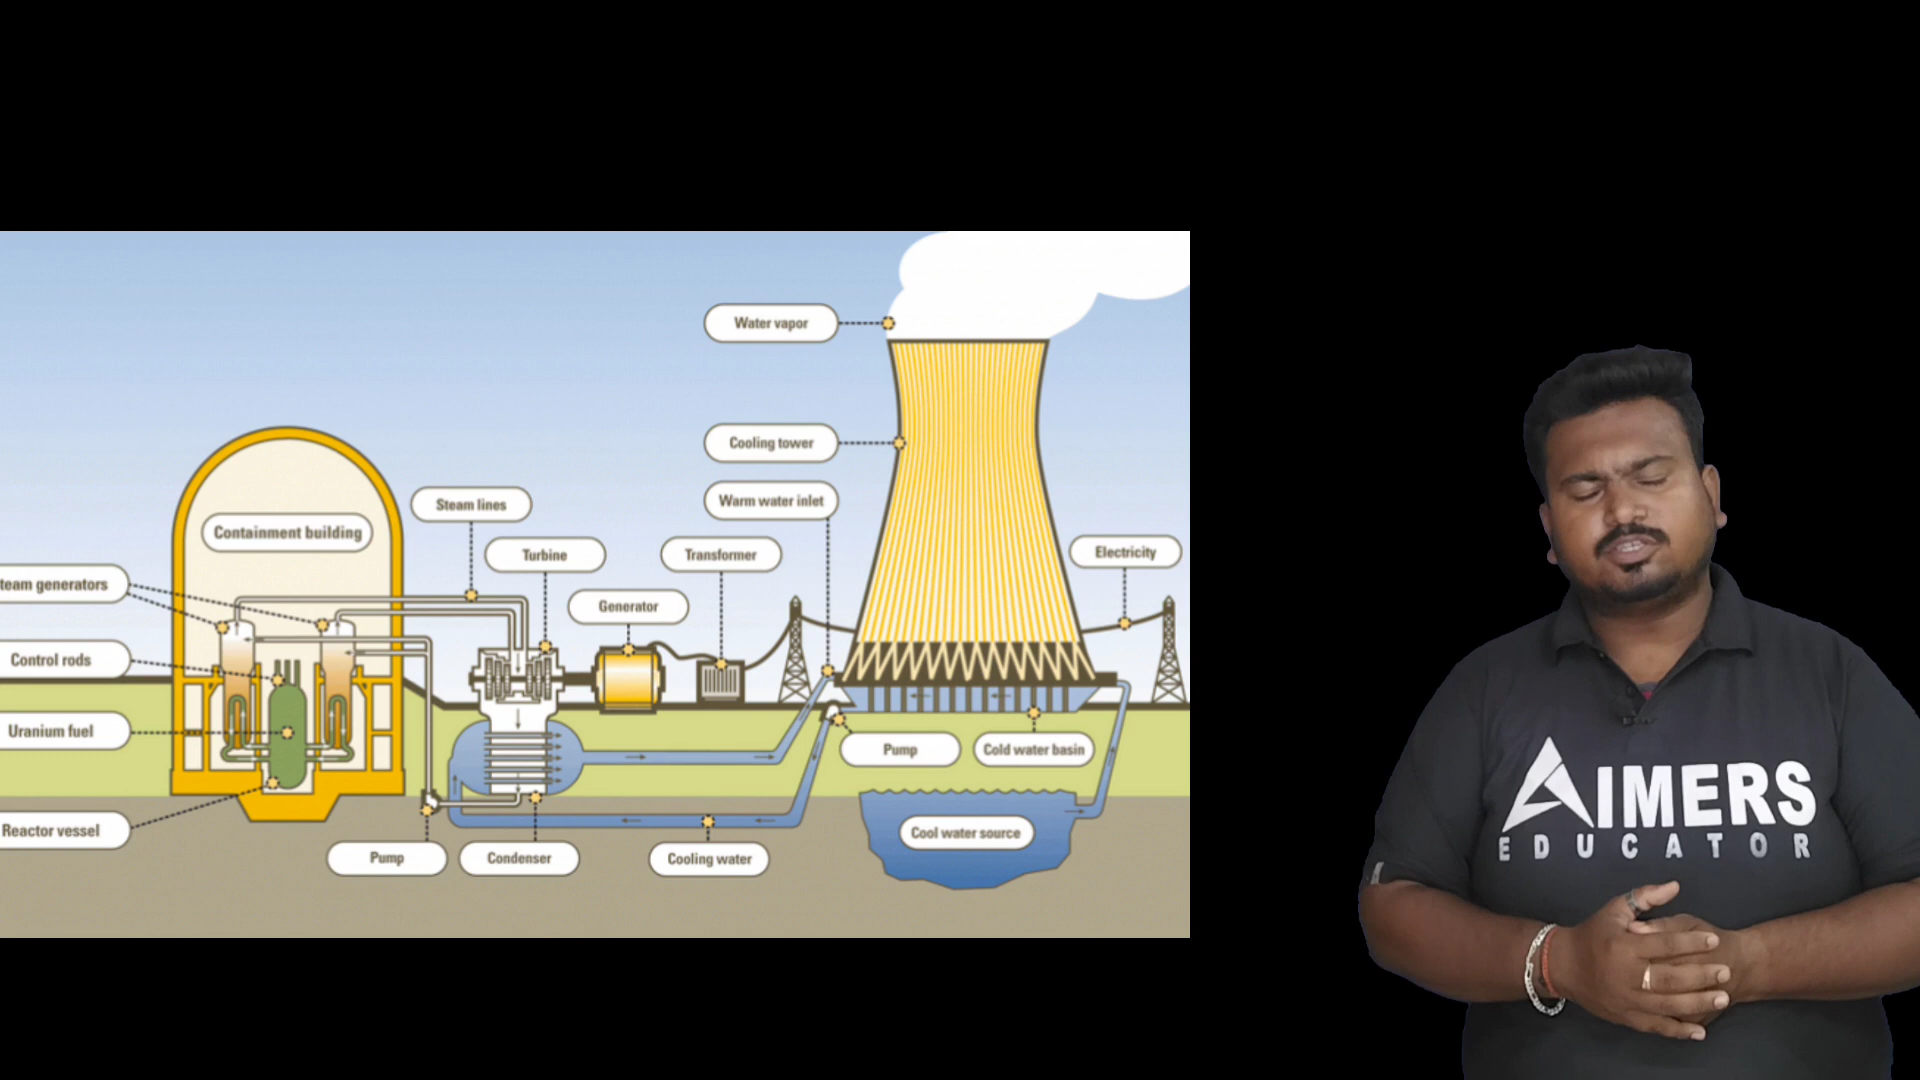 Water vapor
Cooling tower
Warm water inlet
Steam lines
Containment building
Turbine
Transformer
Electricity
team generators
Generator
Control rods
Uranium fuel
Pump
Cold water basin
Reactor vessel
Cool water source
Pump
Condenser
Cooling water
AIMERS
EDUCATOR